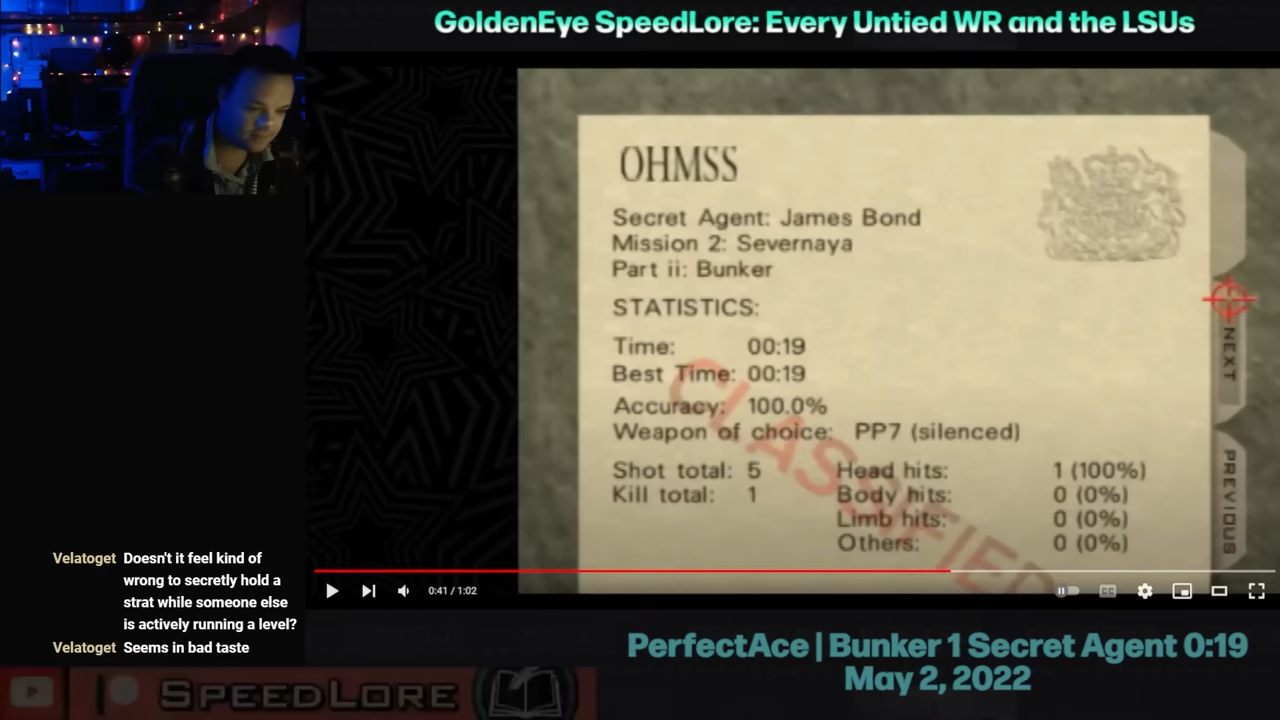 GoldenEye SpeedLore: Every Untied WR and the LSUs
OHMSS
Secret Agent: James Bond
Mission 2: Severnaya
Part ii: Bunker
STATISTICS:
Time: 00:19
Best Time: 00:19
Accuracy: 100.0%
Weapon of choice: PP7 (silenced)
Shot total: 5 Head hits: 1 (100%)
Kill total: 1 Body hits: 0 (0%)
Limb hits: 0 (0%)
Others: 0 (0%)
CLASSIFIED
NEXT
PREVIOUS
0:41 / 1:02
CC
Velatoget Doesn't it feel kind of
wrong to secretly hold a
strat while someone else
is actively running a level?
Velatoget Seems in bad taste
PerfectAce | Bunker 1 Secret Agent 0:19
May 2, 2022
SPEEDLORE